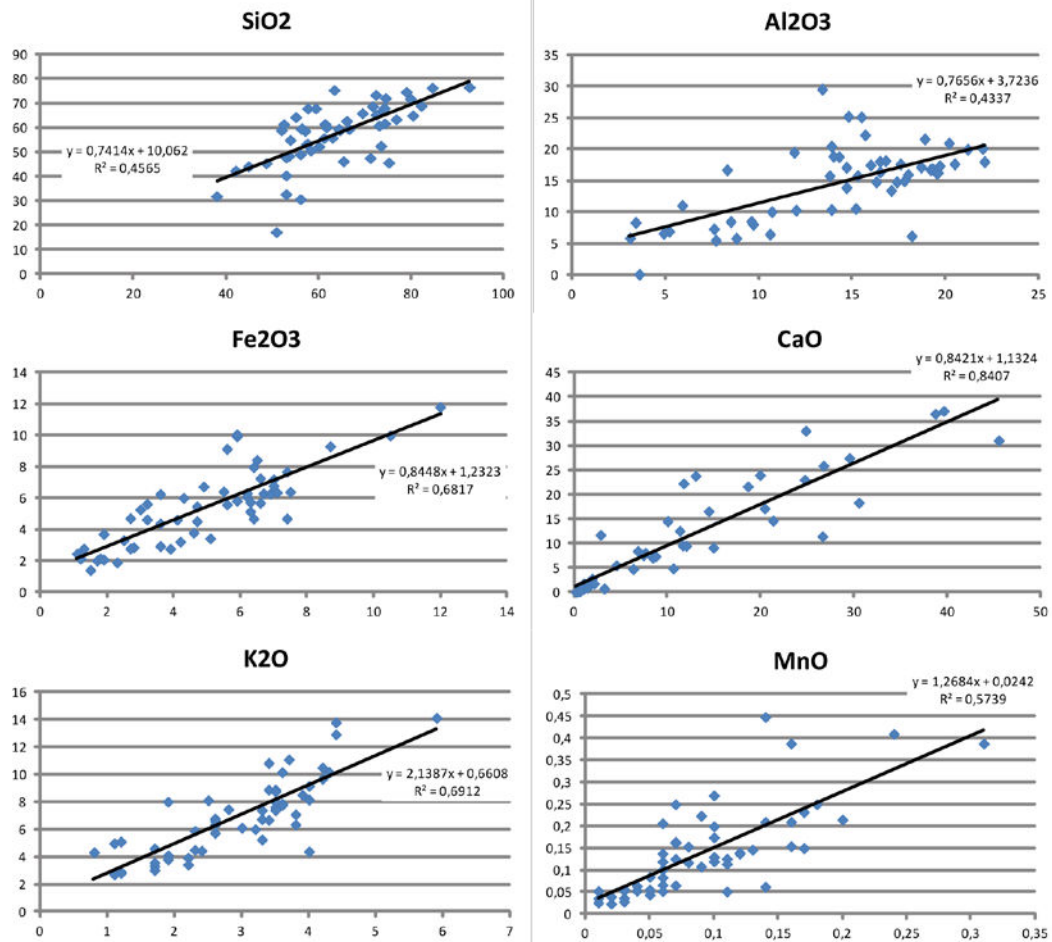 SiO2
90
80
70
60
50
40
30
20
10
0
0 20 40 60 80 100
y = 0,7414x + 10,062
R² = 0,4565
Al2O3
35
30
25
20
15
10
5
0
0 5 10 15 20 25
y = 0,7656x + 3,7236
R² = 0,4337
Fe2O3
14
12
10
8
6
4
2
0
0 2 4 6 8 10 12 14
y = 0,8448x + 1,2323
R² = 0,6817
CaO
45
40
35
30
25
20
15
10
5
0
0 10 20 30 40 50
y = 0,8421x + 1,1324
R² = 0,8407
K2O
16
14
12
10
8
6
4
2
0
0 1 2 3 4 5 6 7
y = 2,1387x + 0,6608
R² = 0,6912
MnO
0,5
0,45
0,4
0,35
0,3
0,25
0,2
0,15
0,1
0,05
0
0 0,05 0,1 0,15 0,2 0,25 0,3 0,35
y = 1,2684x + 0,0242
R² = 0,5739